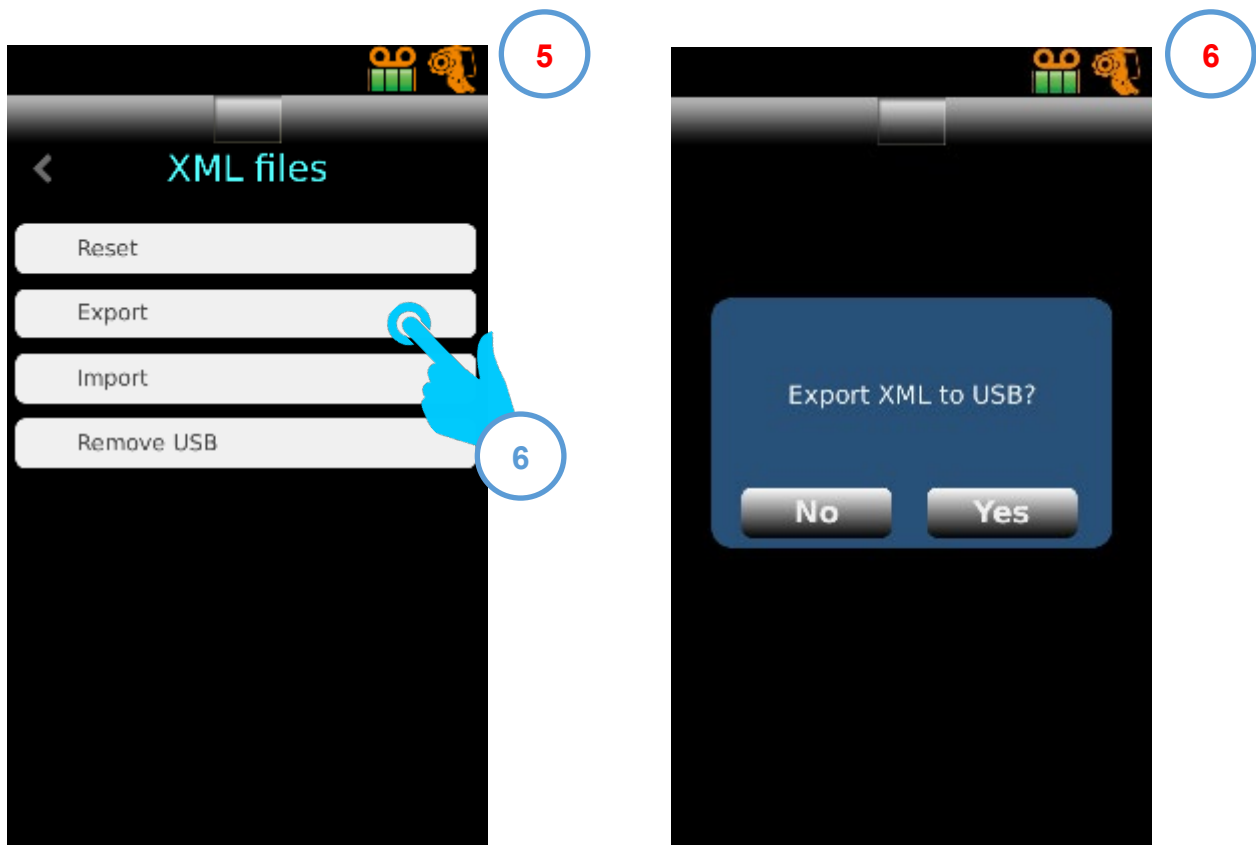 5
XML files
Reset
Export
Import
Remove USB
6
6
Export XML to USB?
No Yes